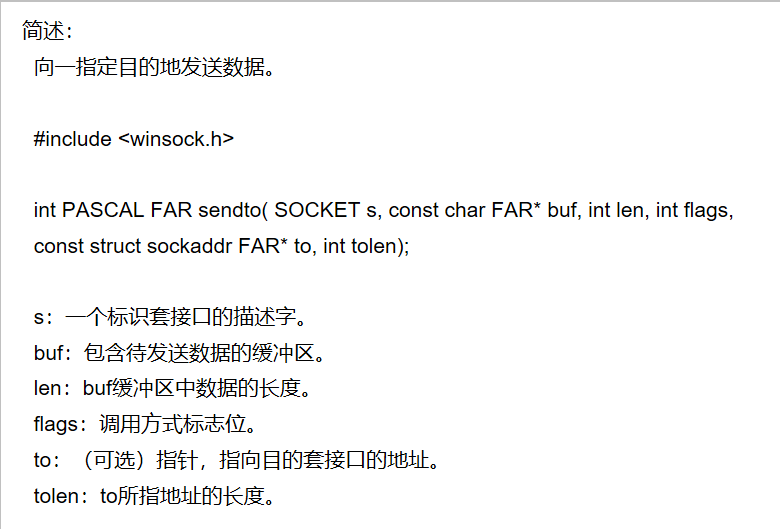 简述：
向一指定目的地发送数据。
#include <winsock.h>
int PASCAL FAR sendto( SOCKET s, const char FAR* buf, int len, int flags,
const struct sockaddr FAR* to, int tolen);
s：一个标识套接口的描述字。
buf：包含待发送数据的缓冲区。
len：buf缓冲区中数据的长度。
flags：调用方式标志位。
to：（可选）指针，指向目的套接口的地址。
tolen：to所指地址的长度。